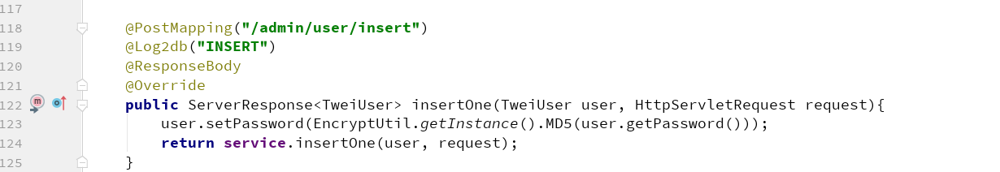 117
118 @PostMapping("/admin/user/insert")
119 @Log2db("INSERT")
120 @ResponseBody
121 @Override
122 public ServerResponse<TweiUser> insertOne(TweiUser user, HttpServletRequest request){
123 user.setPassword(EncryptUtil.getInstance().MD5(user.getPassword()));
124 return service.insertOne(user, request);
125 }